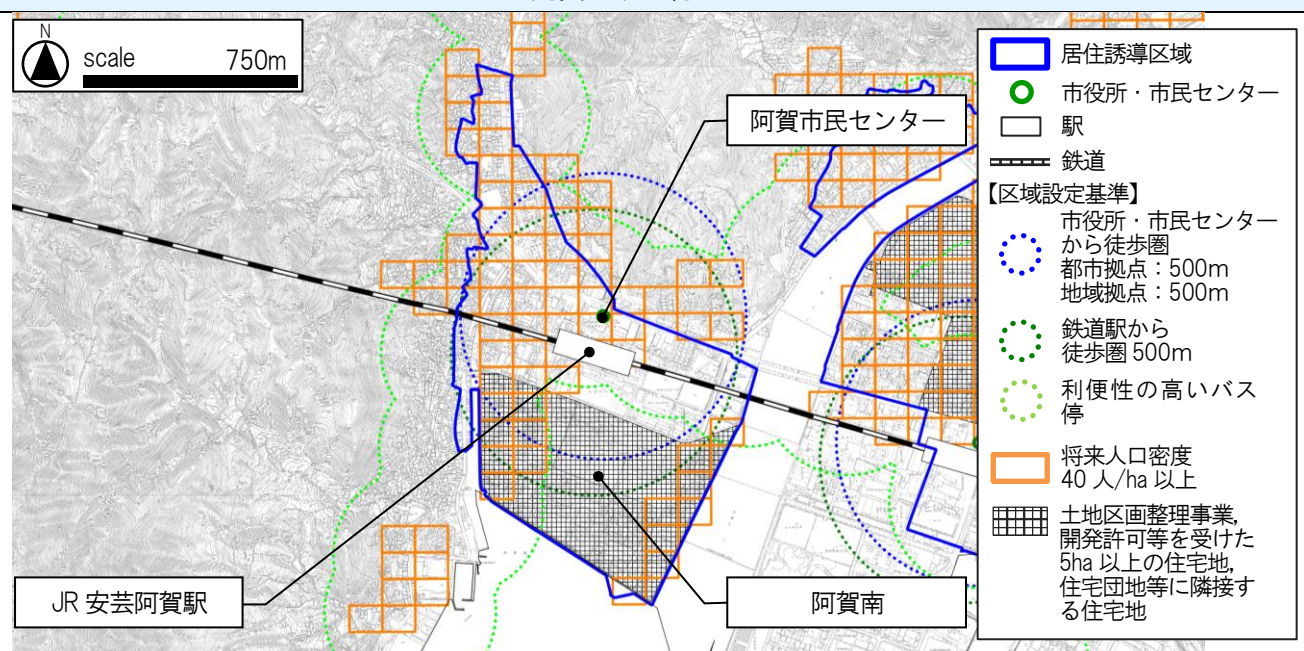 N
scale 750m
阿賀市民センター
JR 安芸阿賀駅
阿賀南
居住誘導区域
市役所・市民センター
駅
鉄道
【区域設定基準】
市役所・市民センター
から徒歩圏
都市拠点：500m
地域拠点：500m
鉄道駅から
徒歩圏 500m
利便性の高いバス
停
将来人口密度
40 人/ha 以上
土地区画整理事業,
開発許可等を受けた
5ha 以上の住宅地,
住宅団地等に隣接す
る住宅地